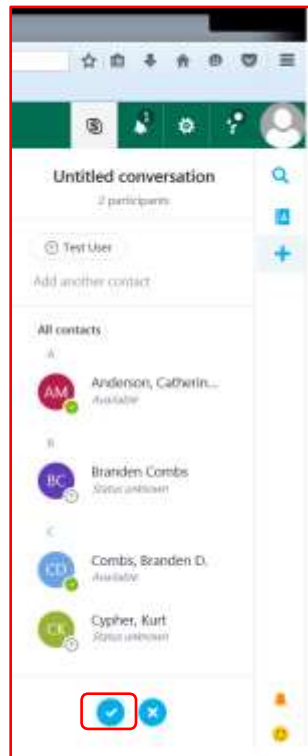 Untitled conversation
2 participants
Test User
Add another contact
All contacts
A
AM
Anderson, Catherin...
Available
B
BC
Branden Combs
Status unknown
C
CD
Combs, Branden D.
Available
CK
Cypher, Kurt
Status unknown